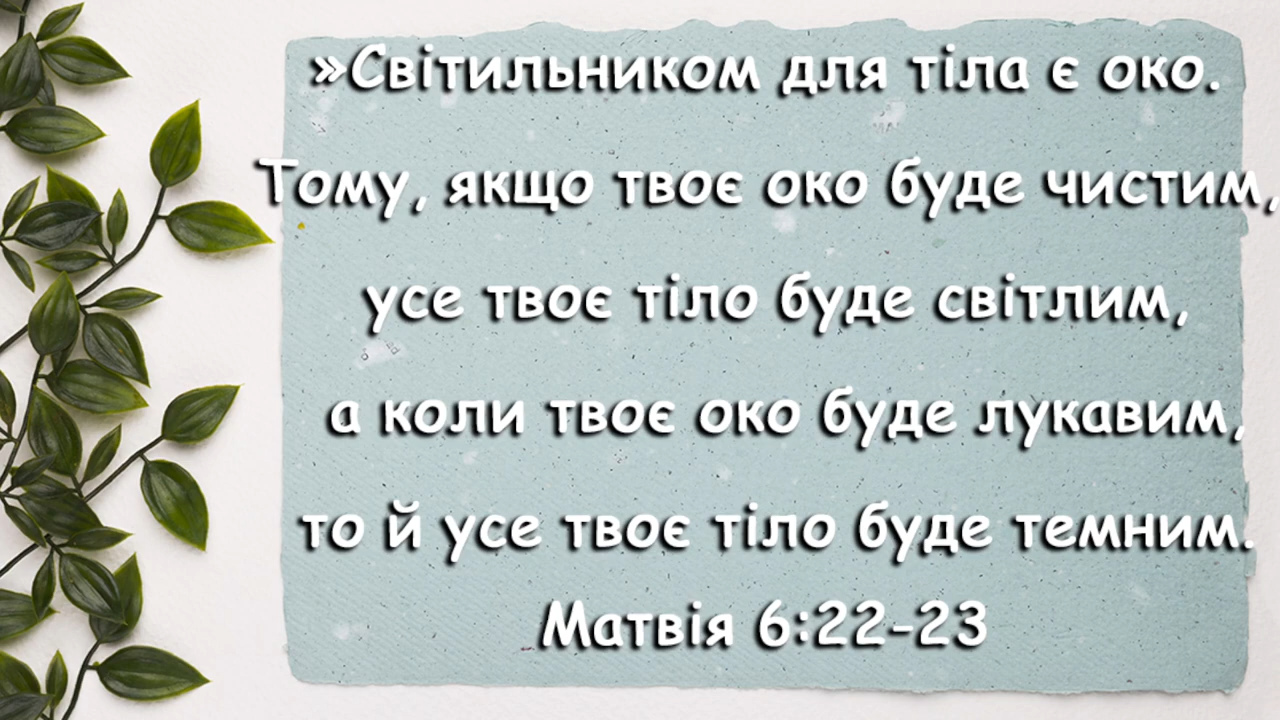 »Світильником для тіла є око.
Тому, якщо твоє око буде чистим,
усе твоє тіло буде світлим,
а коли твоє око буде лукавим,
то й усе твоє тіло буде темним.
Матвія 6:22-23